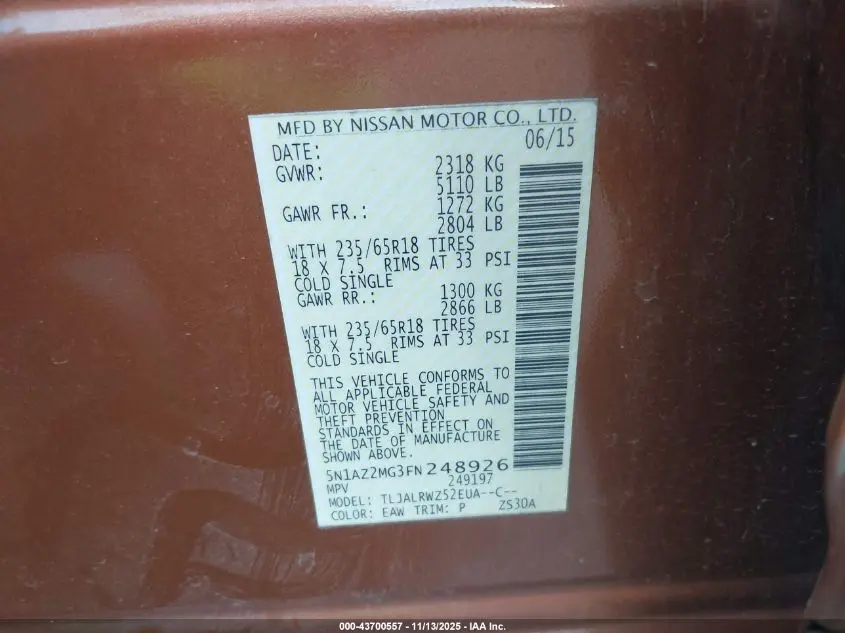 MFD BY NISSAN MOTOR CO., LTD.
DATE: 06/15
GVWR: 2318 KG
5110 LB
GAWR FR.: 1272 KG
2804 LB
WITH 235/65R18 TIRES
18 X 7.5 RIMS AT 33 PSI
COLD SINGLE
GAWR RR.: 1300 KG
2866 LB
WITH 235/65R18 TIRES
18 X 7.5 RIMS AT 33 PSI
COLD SINGLE
THIS VEHICLE CONFORMS TO
ALL APPLICABLE FEDERAL
MOTOR VEHICLE SAFETY AND
THEFT PREVENTION
STANDARDS IN EFFECT ON
THE DATE OF MANUFACTURE
SHOWN ABOVE.
5N1AZ2MG3FN248926
MPV 249197
MODEL: TLJALRWZ52EUA--C--
COLOR: EAW TRIM: P ZS30A
000-43700557 - 11/13/2025 - IAA Inc.